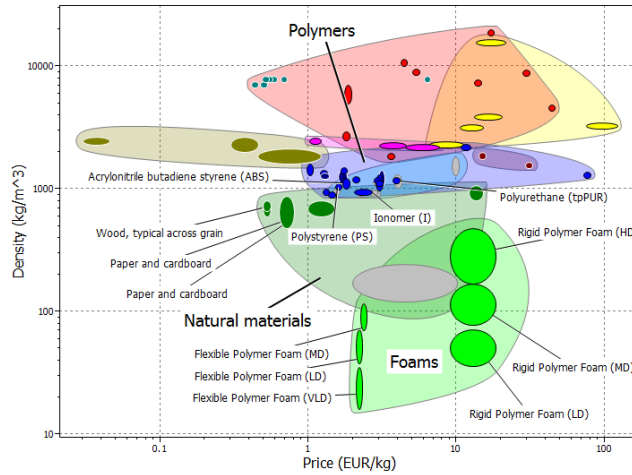 Polymers
10000
Acrylonitrile butadiene styrene (ABS)
1000
Polyurethane (tpPUR)
Ionomer (I)
Wood, typical across grain
Polystyrene (PS)
Rigid Polymer Foam (HD
Paper and cardboard
Paper and cardboard
Natural materials
100
Flexible Polymer Foam (MD)
Foams
Rigid Polymer Foam (MD)
Flexible Polymer Foam (LD)
Flexible Polymer Foam (VLD)
Rigid Polymer Foam (LD)
10
0.1
1
10
100
Price (EUR/kg)
Density (kg/m^3)